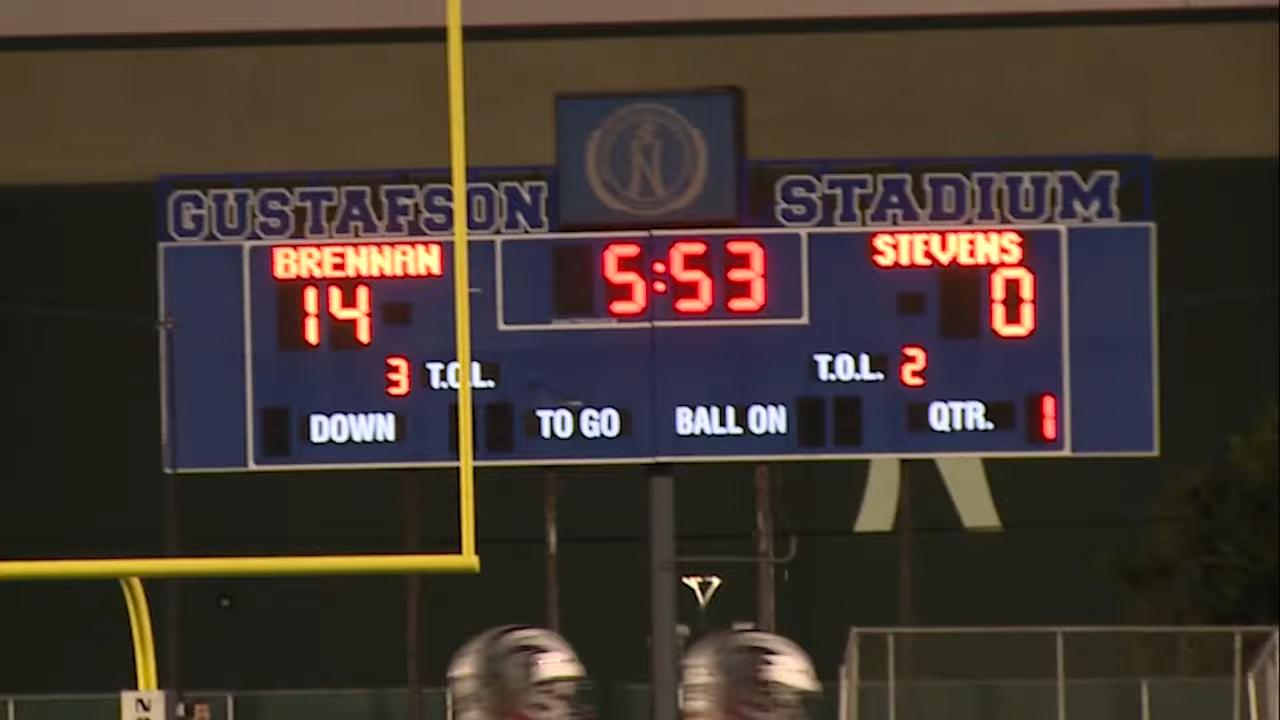 N
GUSTAFSON STADIUM
BRENNAN 5:53 STEVENS
14 0
3 T.O.L. T.O.L. 2
DOWN TO GO BALL ON QTR. 1
N